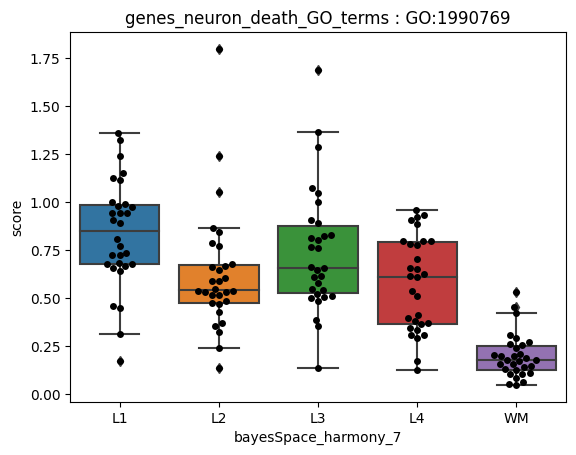 genes_neuron_death_GO_terms : GO:1990769
score
1.75
1.50
1.25
1.00
0.75
0.50
0.25
0.00
L1 L2 L3 L4 WM
bayesSpace_harmony_7